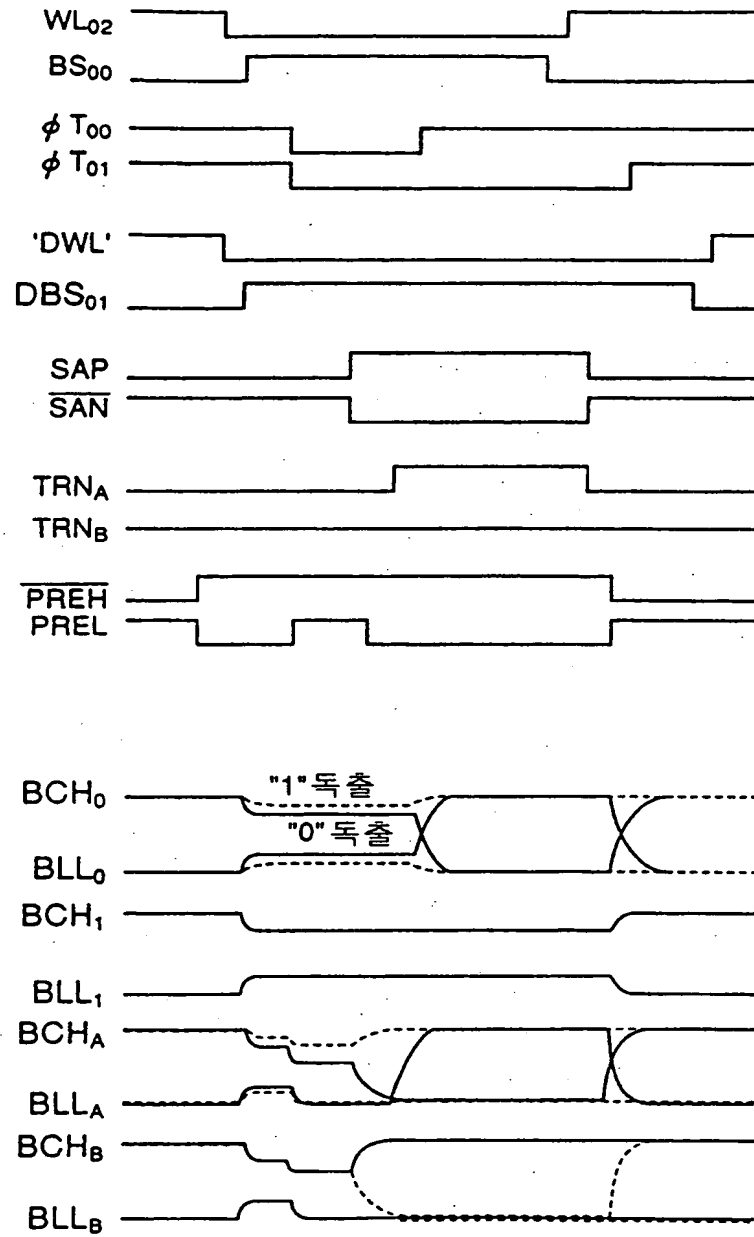 WL02
BS00
φ T00
φ T01
'DWL'
DBS01
SAP
SAN
TRNA
TRNB
PREH
PREL
BCH0
"1" 독출
"0" 독출
BLL0
BCH1
BLL1
BCHA
BLLA
BCHB
BLLB